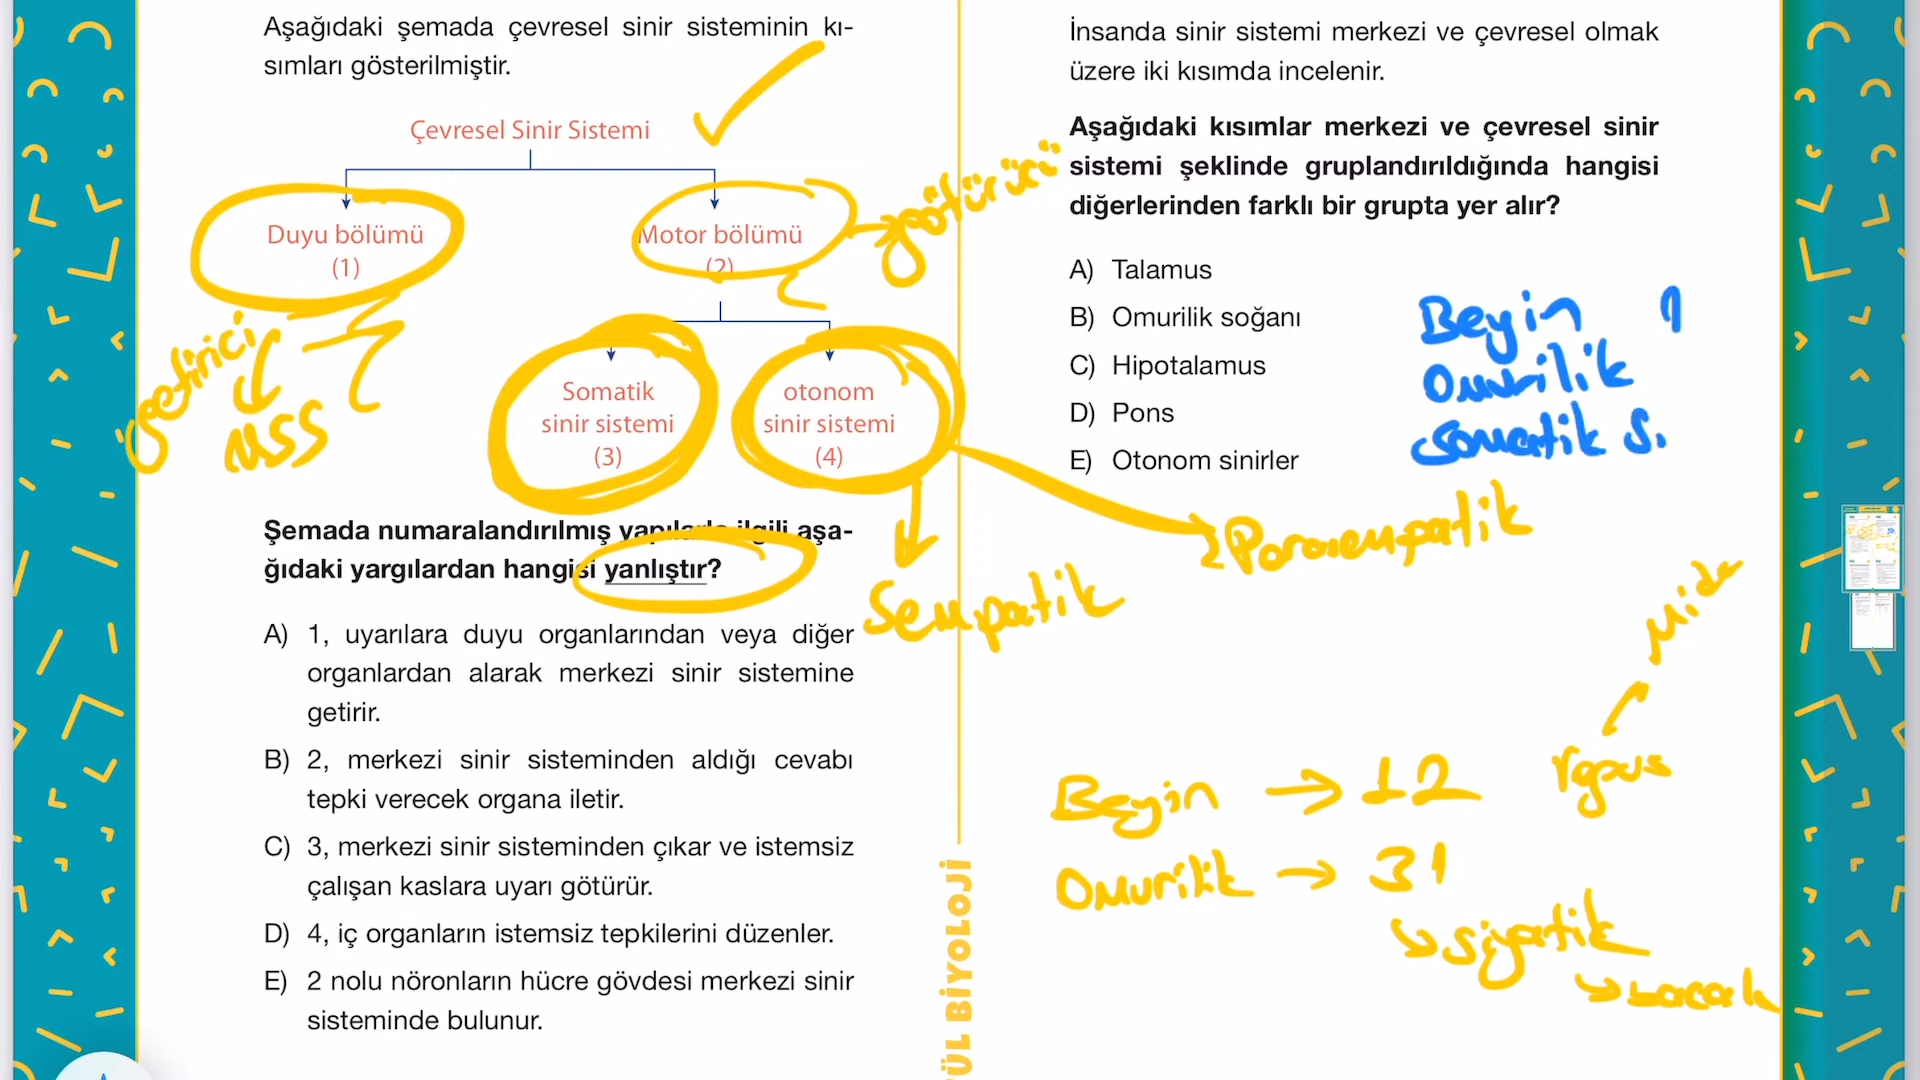 Aşağıdaki şemada çevresel sinir sisteminin kı-
sımları gösterilmiştir.
Çevresel Sinir Sistemi
Duyu bölümü
(1)
Motor bölümü
(2)
götürücü
getirici
MSS
Somatik
sinir sistemi
(3)
otonom
sinir sistemi
(4)
Sempatik
Parasempatik
Şemada numaralandırılmış yapılarla ilgili aşa-
ğıdaki yargılardan hangisi yanlıştır?
A) 1, uyarılara duyu organlarından veya diğer
organlardan alarak merkezi sinir sistemine
getirir.
B) 2, merkezi sinir sisteminden aldığı cevabı
tepki verecek organa iletir.
C) 3, merkezi sinir sisteminden çıkar ve istemsiz
çalışan kaslara uyarı götürür.
D) 4, iç organların istemsiz tepkilerini düzenler.
E) 2 nolu nöronların hücre gövdesi merkezi sinir
sisteminde bulunur.
ÜL BİYOLOJİ
İnsanda sinir sistemi merkezi ve çevresel olmak
üzere iki kısımda incelenir.
Aşağıdaki kısımlar merkezi ve çevresel sinir
sistemi şeklinde gruplandırıldığında hangisi
diğerlerinden farklı bir grupta yer alır?
A) Talamus
B) Omurilik soğanı
C) Hipotalamus
D) Pons
E) Otonom sinirler
Beyin
Omurilik
Somatik S.
Mide
Beyin → 12
Omurilik → 31
Siyatik